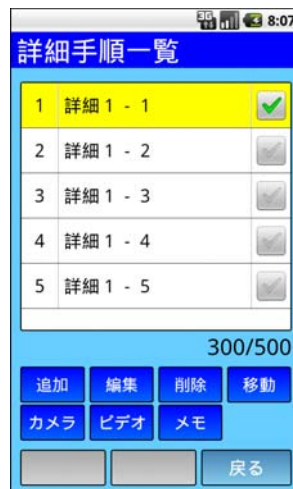 3G 8:07
詳細手順一覧
1 詳細１‐１
2 詳細１‐２
3 詳細１‐３
4 詳細１‐４
5 詳細１‐５
300/500
追加 編集 削除 移動
カメラ ビデオ メモ
戻る